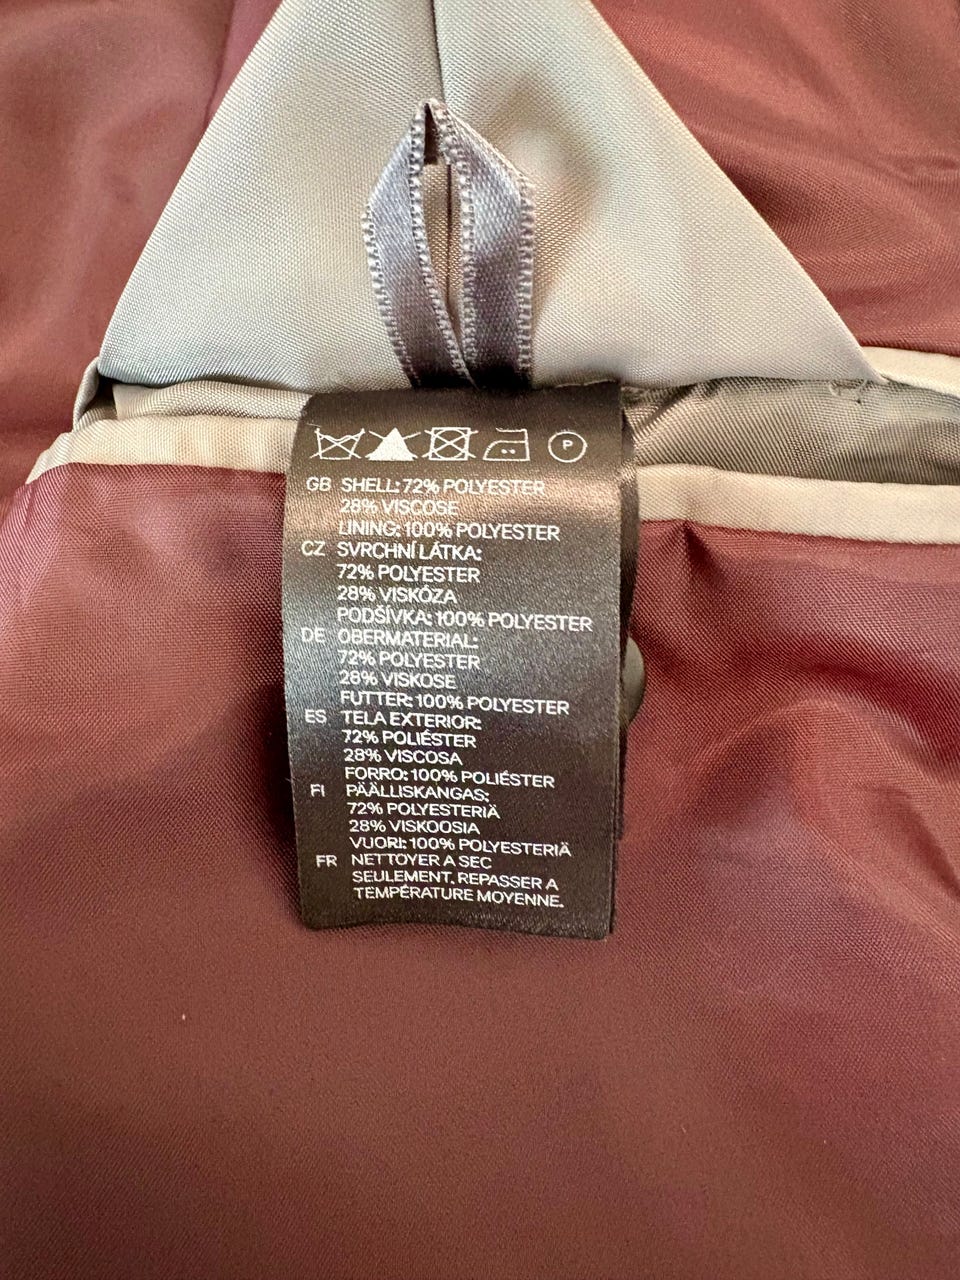 P
GB SHELL: 72% POLYESTER
28% VISCOSE
LINING: 100% POLYESTER
CZ SVRCHNÍ LÁTKA:
72% POLYESTER
28% VISKÓZA
PODŠÍVKA: 100% POLYESTER
DE OBERMATERIAL:
72% POLYESTER
28% VISKOSE
FUTTER: 100% POLYESTER
ES TELA EXTERIOR:
72% POLIÉSTER
28% VISCOSA
FORRO: 100% POLIÉSTER
FI PÄÄLLISKANGAS:
72% POLYESTERIÄ
28% VISKOOSIA
VUORI: 100% POLYESTERIÄ
FR NETTOYER A SEC
SEULEMENT. REPASSER A
TEMPÉRATURE MOYENNE.